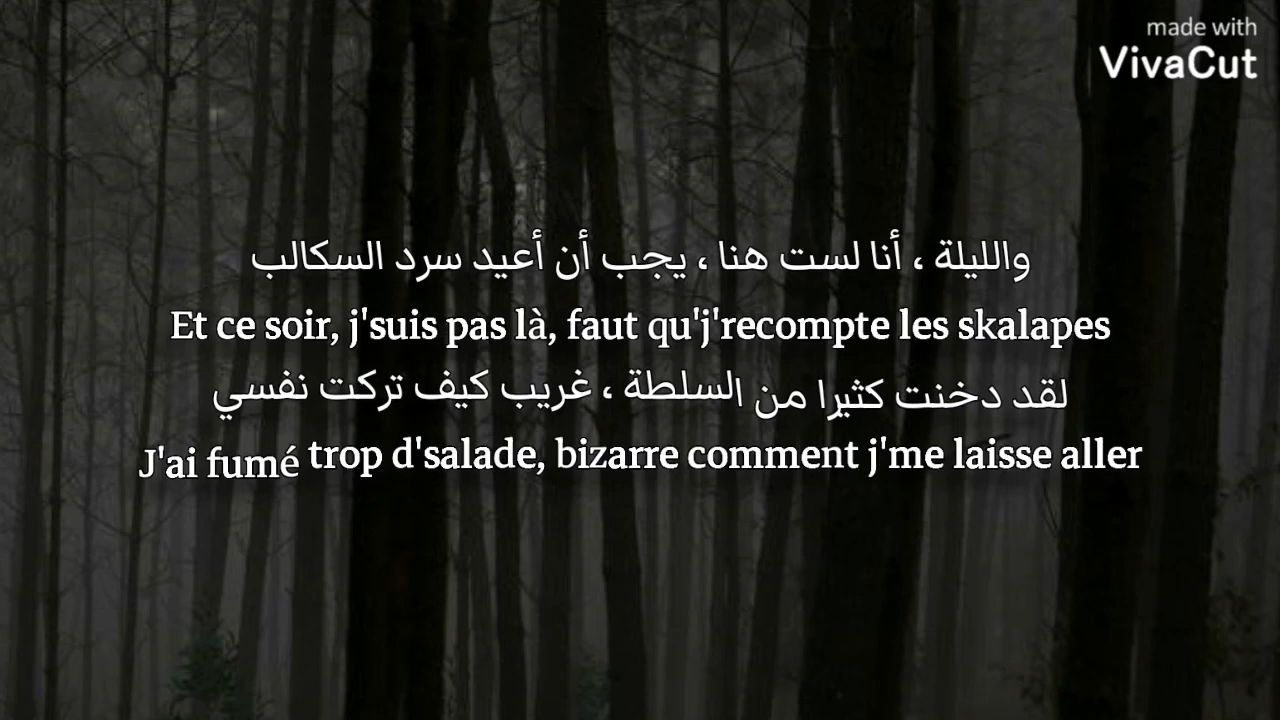 made with
VivaCut
والليلة ، أنا لست هنا ، يجب أن أعيد سرد السكالب
Et ce soir, j'suis pas là, faut qu'j'recompte les skalapes
لقد دخنت كثيرا من السلطة ، غريب كيف تركت نفسي
J'ai fumé trop d'salade, bizarre comment j'me laisse aller